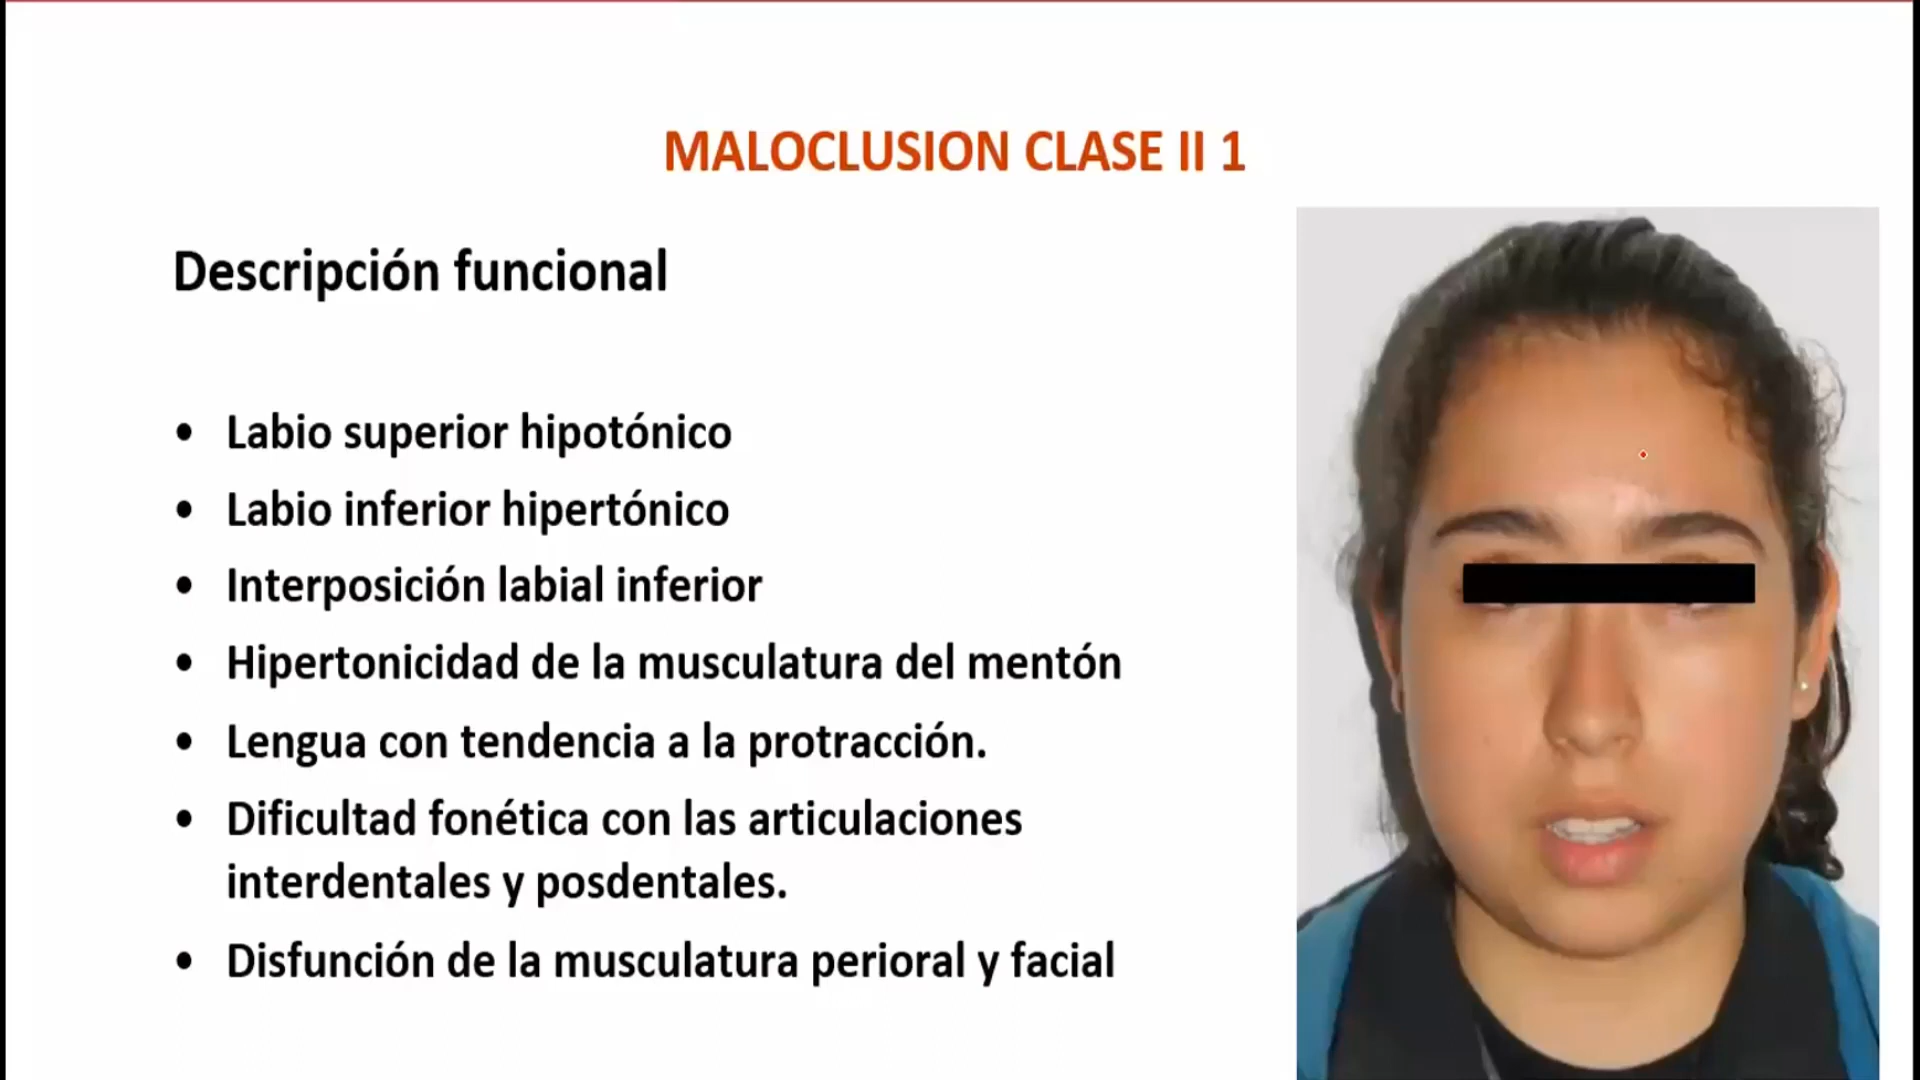 MALOCLUSION CLASE II 1
Descripción funcional
• Labio superior hipotónico
• Labio inferior hipertónico
• Interposición labial inferior
• Hipertonicidad de la musculatura del mentón
• Lengua con tendencia a la protracción.
• Dificultad fonética con las articulaciones
interdentales y posdentales.
• Disfunción de la musculatura perioral y facial